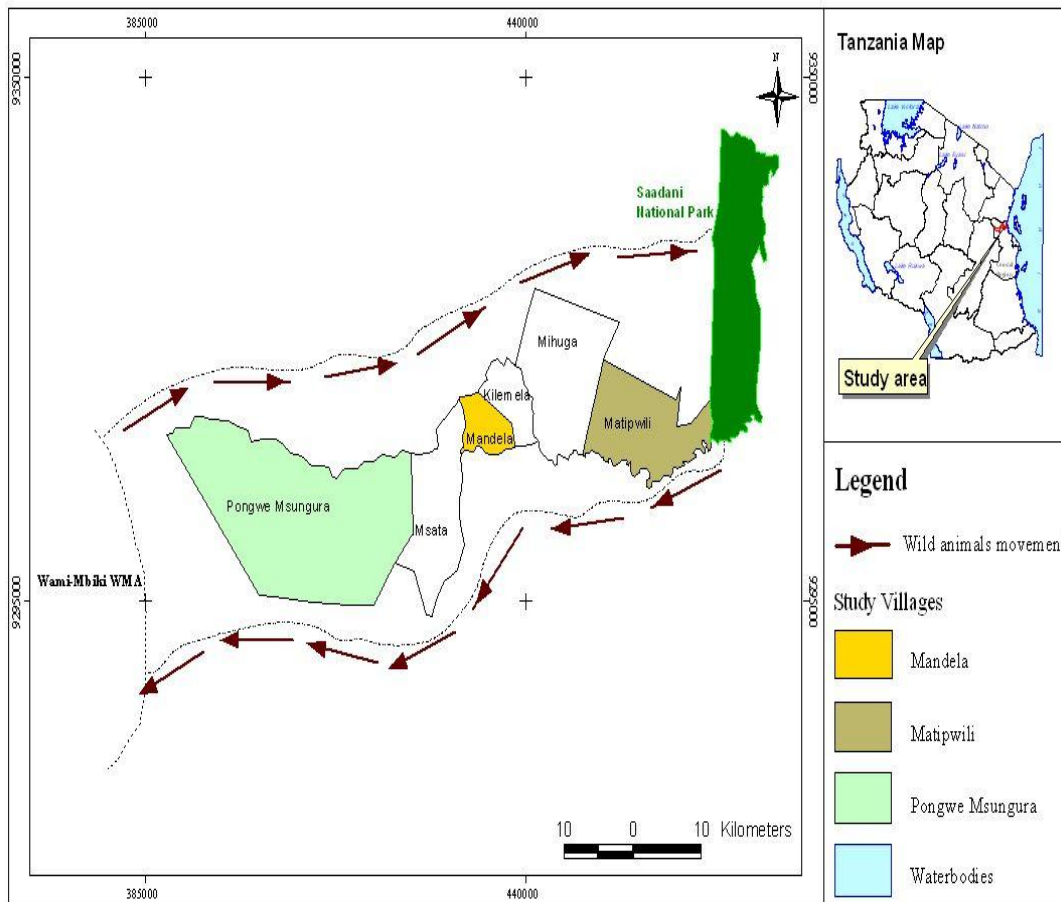 385000
440000
9350000
9350000
N
Saadani
National Park
Mihuga
Kilemela
Mandela
Matipwili
Pongwe Msungura
Msata
Wami-Mbiki WMA
9295000
9295000
10 0 10 Kilometers
385000
440000
Tanzania Map
Study area
Legend
Wild animals movemen
Study Villages
Mandela
Matipwili
Pongwe Msungura
Waterbodies